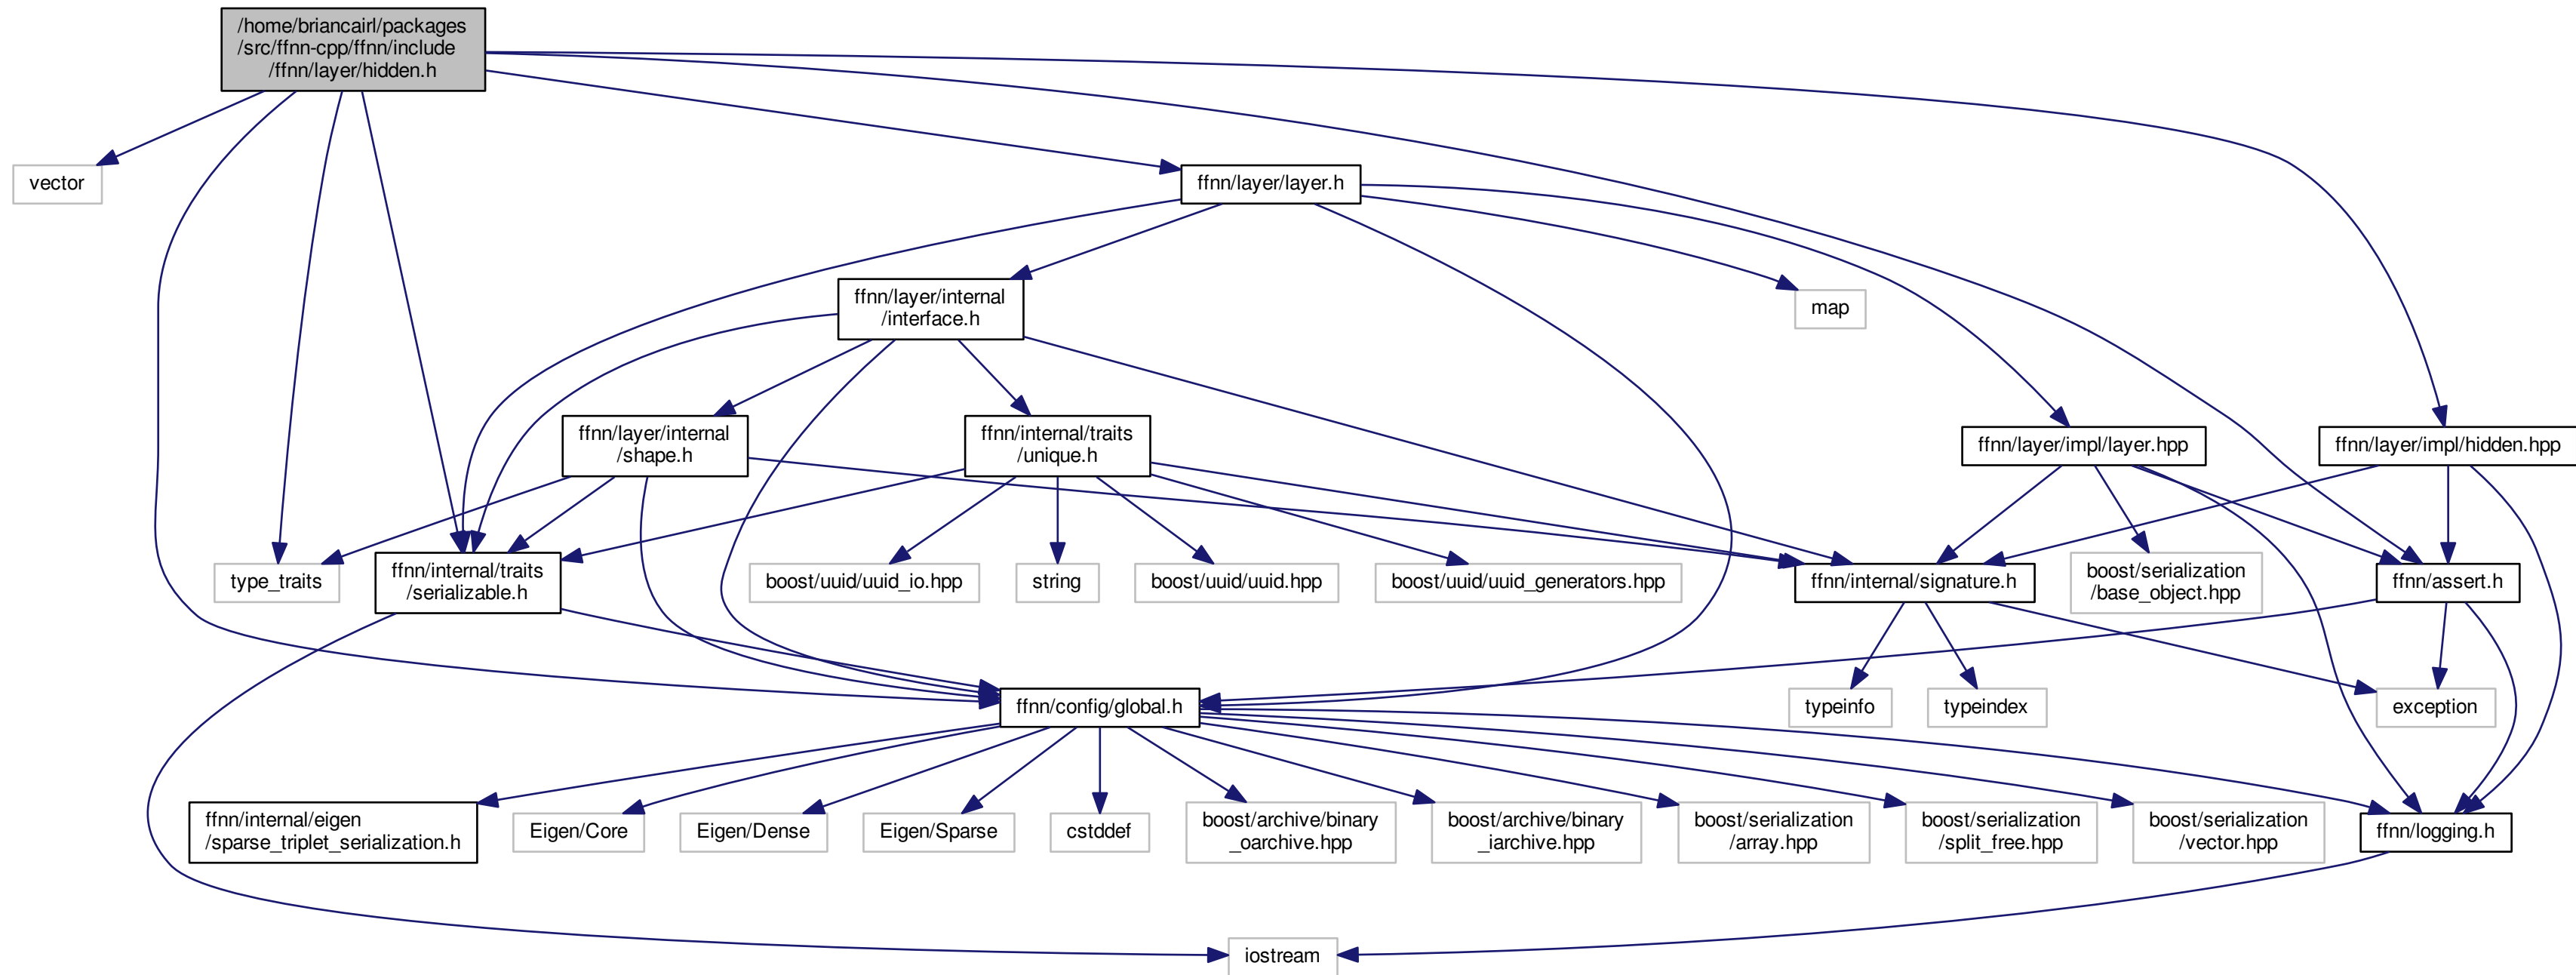 /home/briancairl/packages
/src/ffnn-cpp/ffnn/include
/ffnn/layer/hidden.h
vector
ffnn/layer/layer.h
ffnn/layer/internal
/interface.h
map
ffnn/layer/internal
/shape.h
ffnn/internal/traits
/unique.h
ffnn/layer/impl/layer.hpp
ffnn/layer/impl/hidden.hpp
type_traits
ffnn/internal/traits
/serializable.h
boost/uuid/uuid_io.hpp
string
boost/uuid/uuid.hpp
boost/uuid/uuid_generators.hpp
ffnn/internal/signature.h
boost/serialization
/base_object.hpp
ffnn/assert.h
ffnn/config/global.h
typeinfo
typeindex
exception
ffnn/internal/eigen
/sparse_triplet_serialization.h
Eigen/Core
Eigen/Dense
Eigen/Sparse
cstddef
boost/archive/binary
_oarchive.hpp
boost/archive/binary
_iarchive.hpp
boost/serialization
/array.hpp
boost/serialization
/split_free.hpp
boost/serialization
/vector.hpp
ffnn/logging.h
iostream